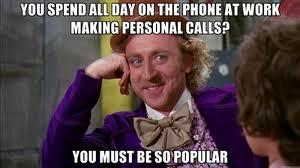 YOU SPEND ALL DAY ON THE PHONE AT WORK
MAKING PERSONAL CALLS?
YOU MUST BE SO POPULAR